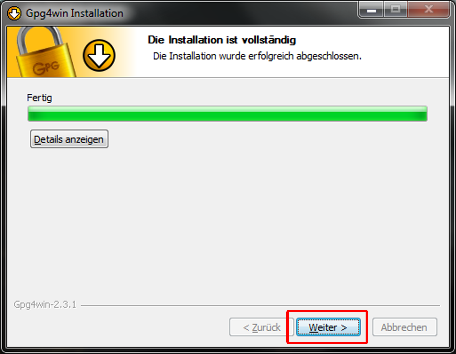 Gpg4win Installation
Die Installation ist vollständig
Die Installation wurde erfolgreich abgeschlossen.
GPG
Fertig
Details anzeigen
Gpg4win-2.3.1
< Zurück
Weiter >
Abbrechen